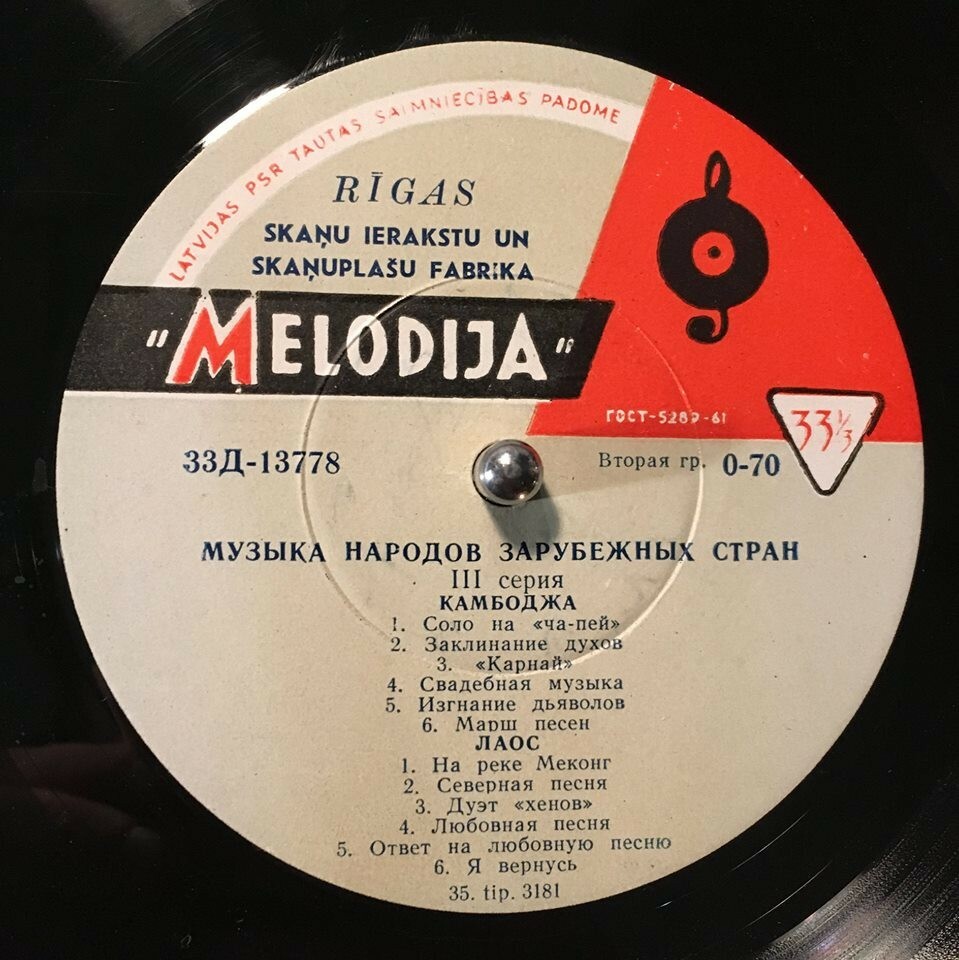 LATVIJAS PSR TAUTAS SAIMNIECĪBAS PADOME
RĪGAS
SKAŅU IERAKSTU UN
SKAŅUPLAŠU FABRIKA
"MELODIJA"
ГОСТ-5289-61
33⅓
33Д-13778
Вторая гр. 0-70
МУЗЫКА НАРОДОВ ЗАРУБЕЖНЫХ СТРАН
III серия
КАМБОДЖА
1. Соло на «ча-пей»
2. Заклинание духов
3. «Карнай»
4. Свадебная музыка
5. Изгнание дьяволов
6. Марш песен
ЛАОС
1. На реке Меконг
2. Северная песня
3. Дуэт «хенов»
4. Любовная песня
5. Ответ на любовную песню
6. Я вернусь
35. tip. 3181